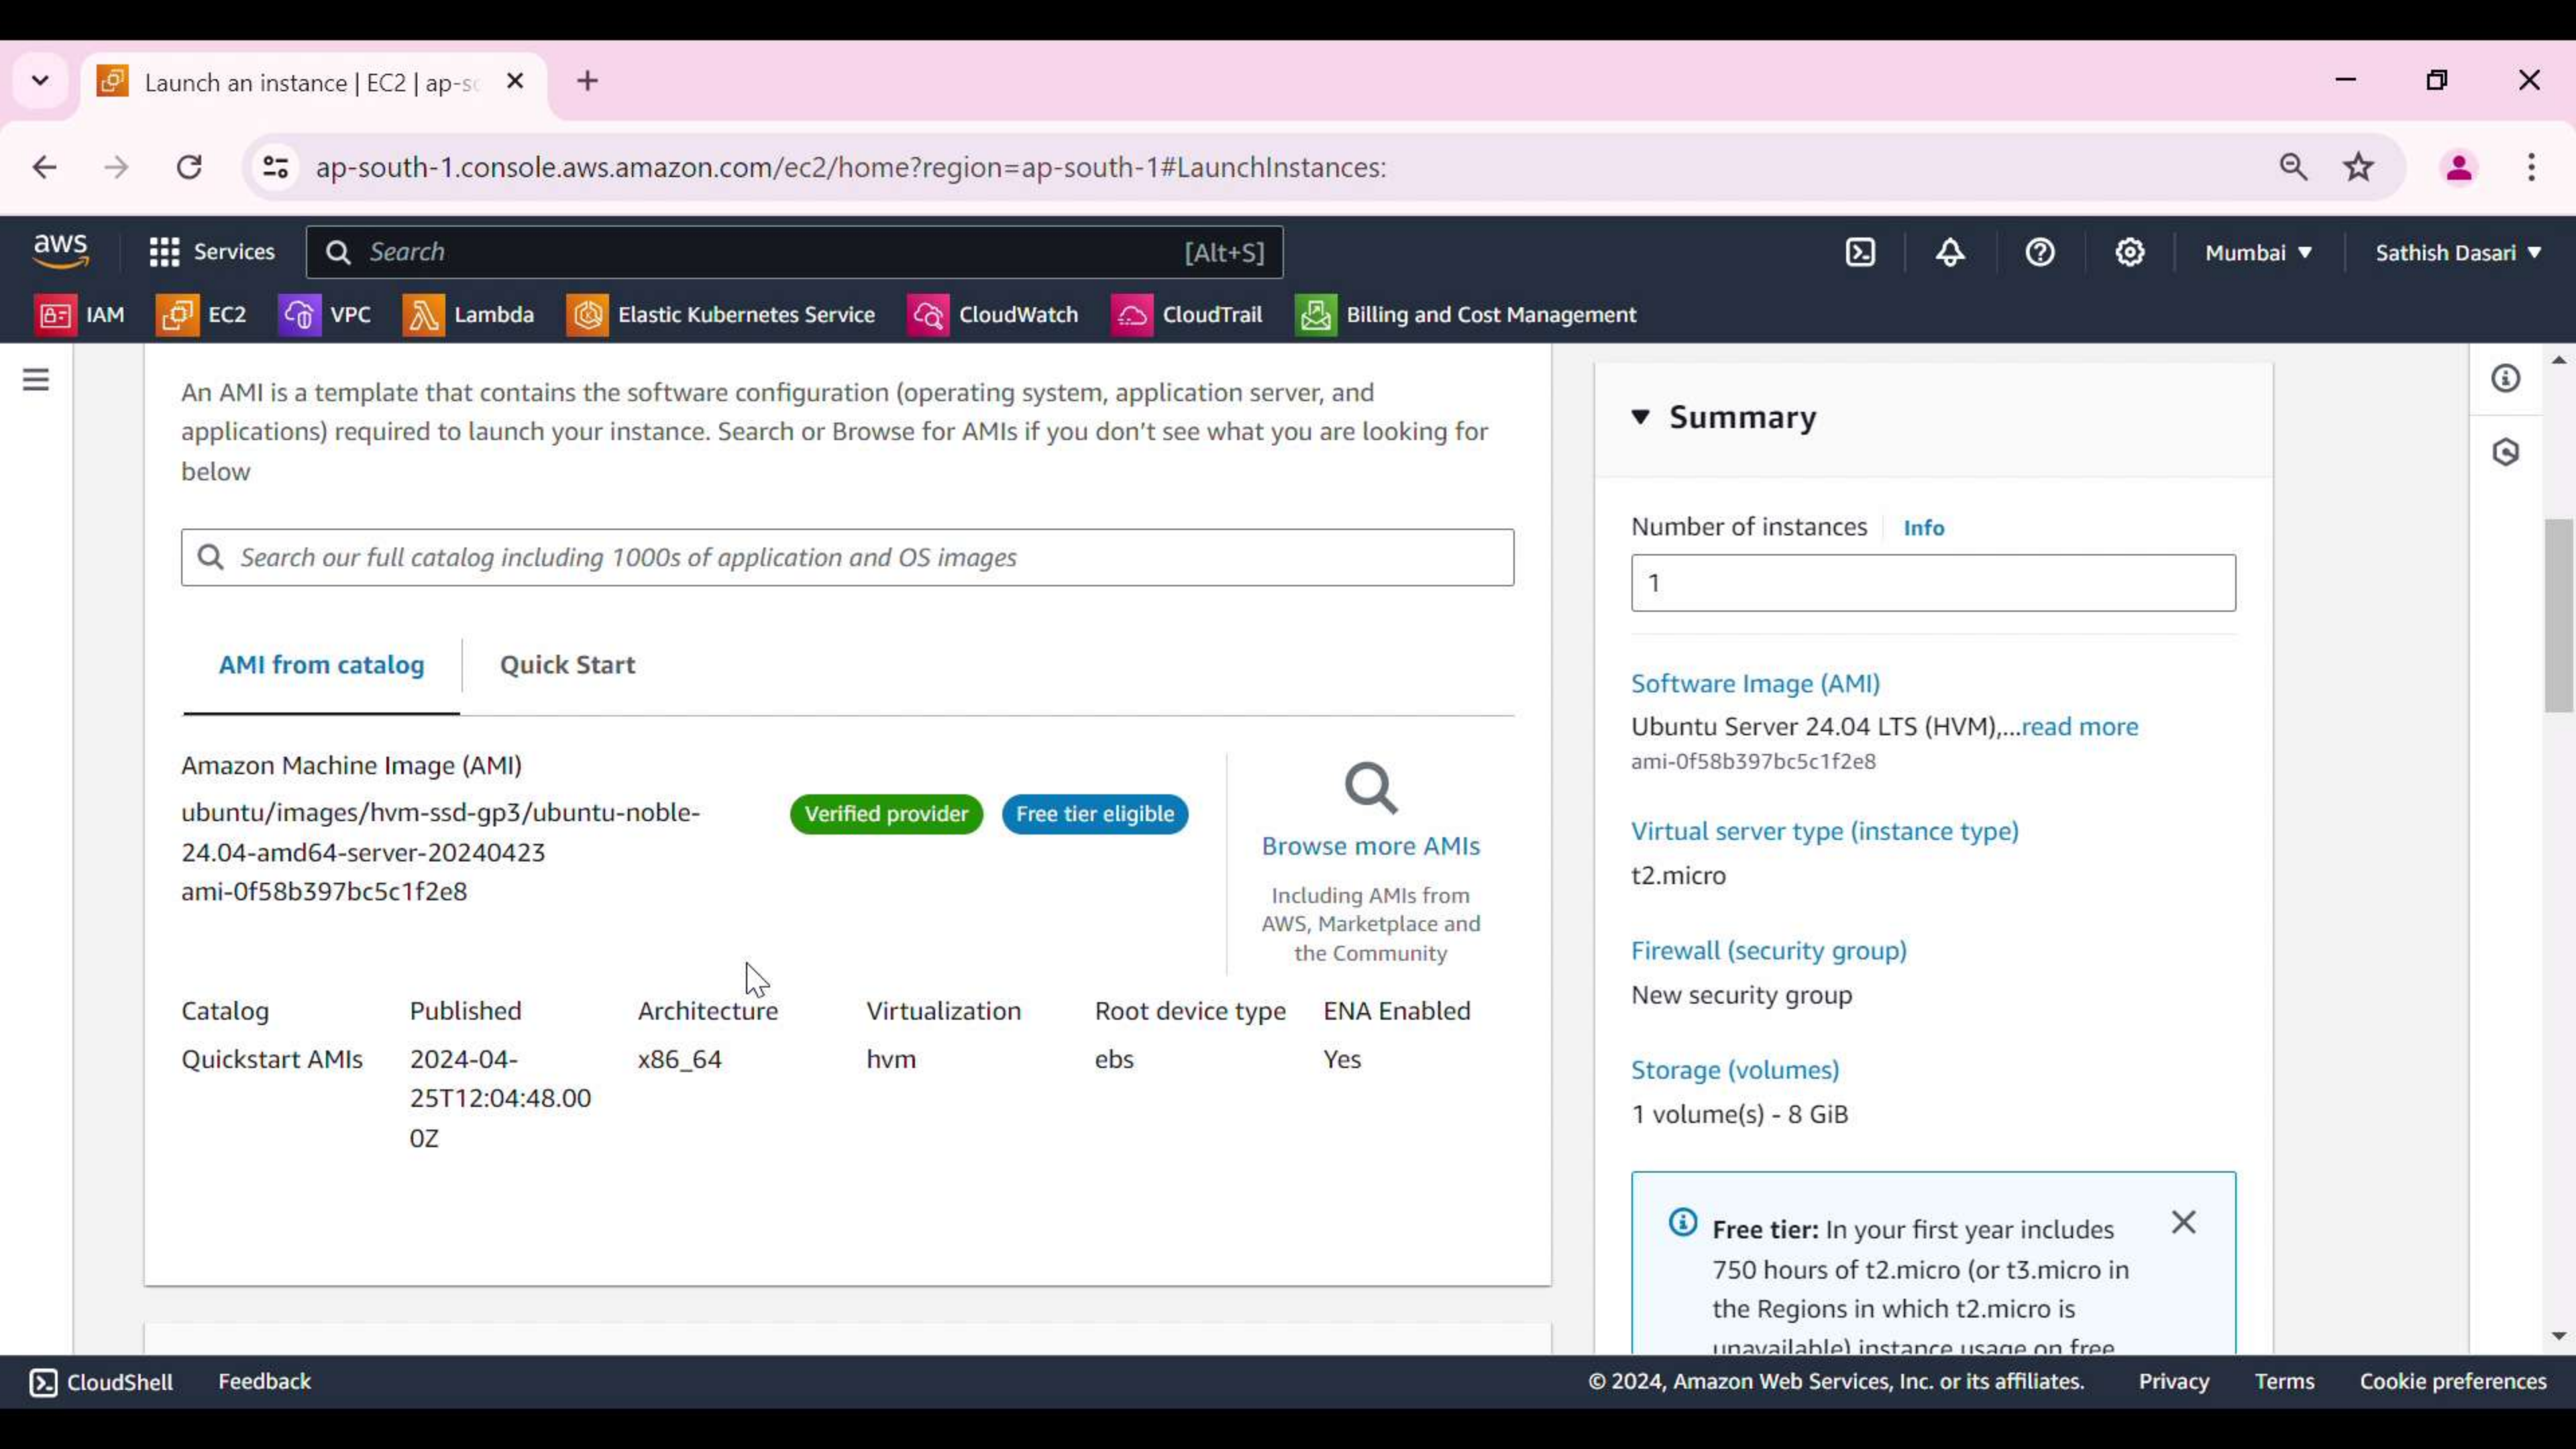 Launch an instance | EC2 | ap-s
ap-south-1.console.aws.amazon.com/ec2/home?region=ap-south-1#LaunchInstances:
aws
Services
Search
[Alt+S]
Mumbai
Sathish Dasari
IAM
EC2
VPC
Lambda
Elastic Kubernetes Service
CloudWatch
CloudTrail
Billing and Cost Management
An AMI is a template that contains the software configuration (operating system, application server, and
applications) required to launch your instance. Search or Browse for AMIs if you don't see what you are looking for
below
Search our full catalog including 1000s of application and OS images
AMI from catalog
Quick Start
Amazon Machine Image (AMI)
ubuntu/images/hvm-ssd-gp3/ubuntu-noble-
24.04-amd64-server-20240423
ami-0f58b397bc5c1f2e8
Verified provider
Free tier eligible
Browse more AMIs
Including AMIs from
AWS, Marketplace and
the Community
Catalog
Published
Architecture
Virtualization
Root device type
ENA Enabled
Quickstart AMIs
2024-04-
25T12:04:48.00
0Z
x86_64
hvm
ebs
Yes
Summary
Number of instances
Info
1
Software Image (AMI)
Ubuntu Server 24.04 LTS (HVM),...read more
ami-0f58b397bc5c1f2e8
Virtual server type (instance type)
t2.micro
Firewall (security group)
New security group
Storage (volumes)
1 volume(s) - 8 GiB
Free tier: In your first year includes
750 hours of t2.micro (or t3.micro in
the Regions in which t2.micro is
unavailable) instance usage on free
CloudShell
Feedback
© 2024, Amazon Web Services, Inc. or its affiliates.
Privacy
Terms
Cookie preferences